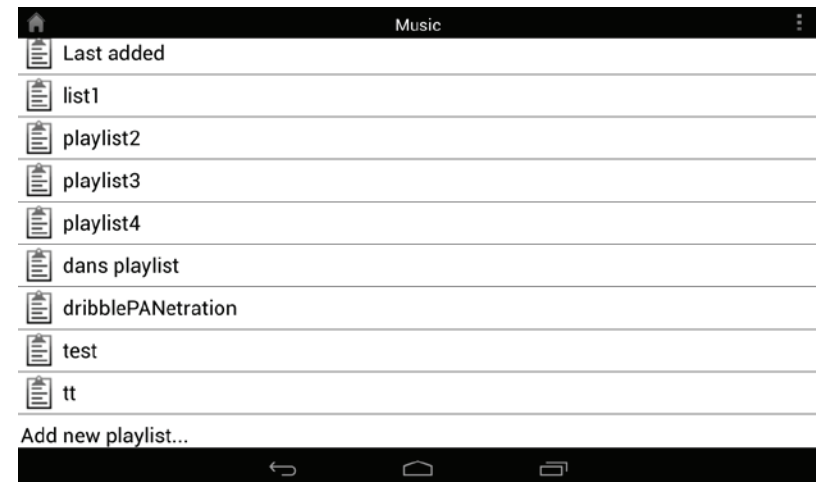 Music
Last added
list1
playlist2
playlist3
playlist4
dans playlist
dribblePANetration
test
tt
Add new playlist...